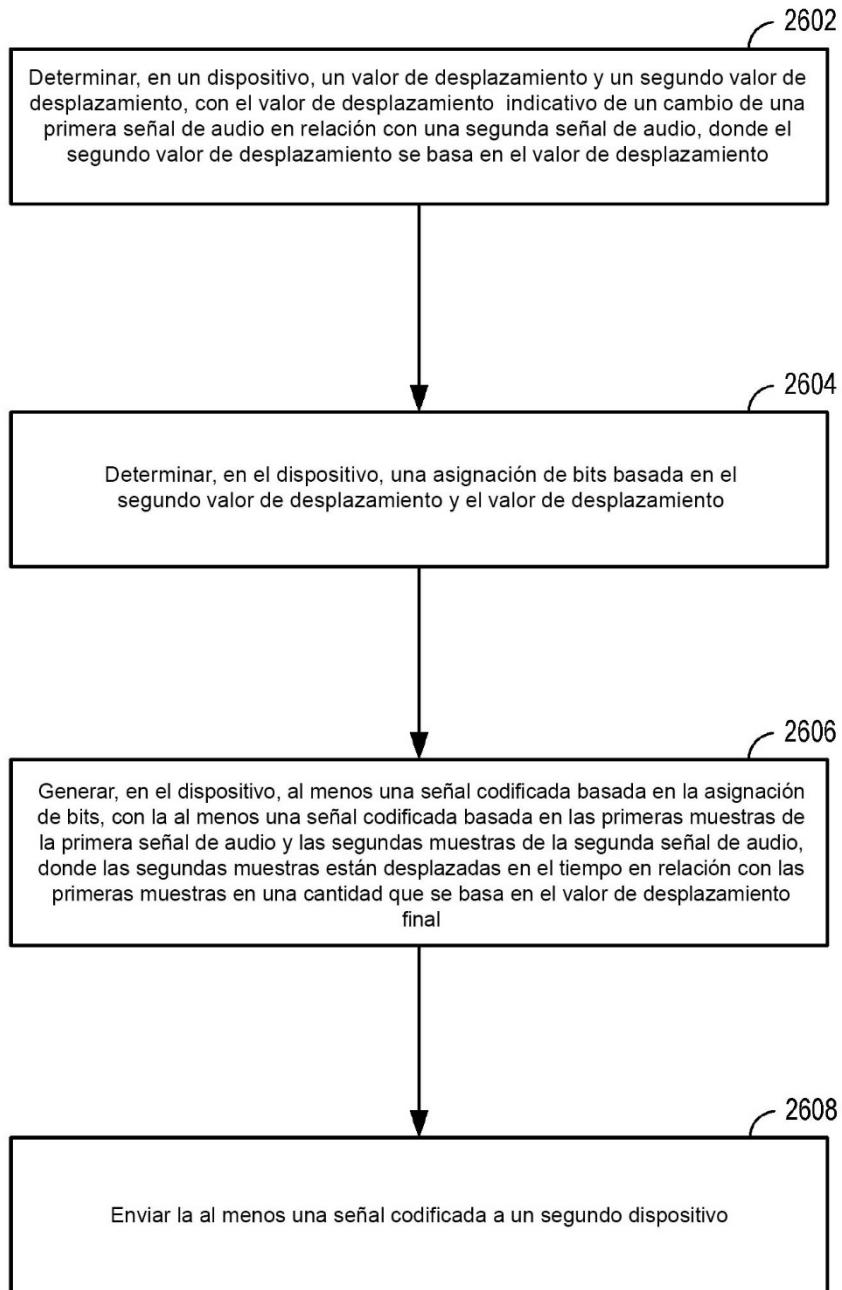 2602
Determinar, en un dispositivo, un valor de desplazamiento y un segundo valor de
desplazamiento, con el valor de desplazamiento indicativo de un cambio de una
primera señal de audio en relación con una segunda señal de audio, donde el
segundo valor de desplazamiento se basa en el valor de desplazamiento
2604
Determinar, en el dispositivo, una asignación de bits basada en el
segundo valor de desplazamiento y el valor de desplazamiento
2606
Generar, en el dispositivo, al menos una señal codificada basada en la asignación
de bits, con la al menos una señal codificada basada en las primeras muestras de
la primera señal de audio y las segundas muestras de la segunda señal de audio,
donde las segundas muestras están desplazadas en el tiempo en relación con las
primeras muestras en una cantidad que se basa en el valor de desplazamiento
final
2608
Enviar la al menos una señal codificada a un segundo dispositivo